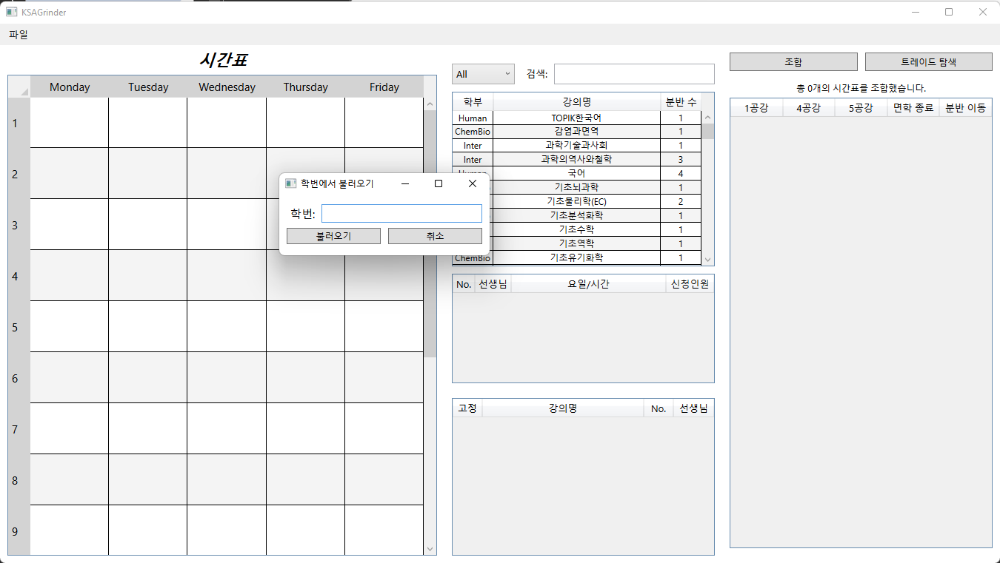 KSAGrinder
파일
시간표
Monday Tuesday Wednesday Thursday Friday
1
2
3
4
5
6
7
8
9
All 검색:
학부 강의명 분반 수
Human TOPIK한국어 1
ChemBio 감염과면역 1
Inter 과학기술과사회 1
Inter 과학의역사와철학 3
국어 4
기초뇌과학 1
기초물리학(EC) 2
기초분석화학 1
기초수학 1
기초역학 1
ChemBio 기초유기화학 1
학번에서 불러오기
학번:
불러오기 취소
No. 선생님 요일/시간 신청인원
고정 강의명 No. 선생님
조합 트레이드 탐색
총 0개의 시간표를 조합했습니다.
1공강 4공강 5공강 면학 종료 분반 이동